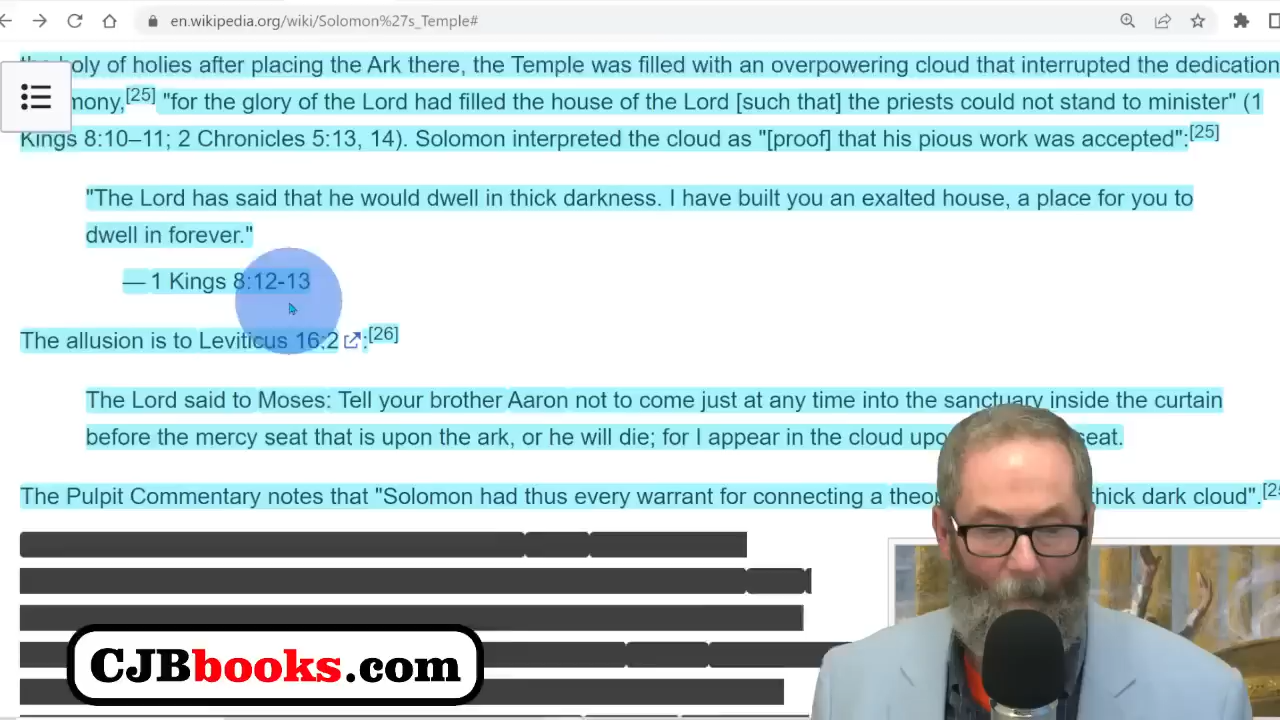 en.wikipedia.org/wiki/Solomon%27s_Temple#
the holy of holies after placing the Ark there, the Temple was filled with an overpowering cloud that interrupted the dedication
mony,[25] "for the glory of the Lord had filled the house of the Lord [such that] the priests could not stand to minister" (1
Kings 8:10–11; 2 Chronicles 5:13, 14). Solomon interpreted the cloud as "[proof] that his pious work was accepted":[25]
"The Lord has said that he would dwell in thick darkness. I have built you an exalted house, a place for you to
dwell in forever."
— 1 Kings 8:12-13
The allusion is to Leviticus 16:2 :[26]
The Lord said to Moses: Tell your brother Aaron not to come just at any time into the sanctuary inside the curtain
before the mercy seat that is upon the ark, or he will die; for I appear in the cloud upo seat.
The Pulpit Commentary notes that "Solomon had thus every warrant for connecting a theo thick dark cloud".
CJBbooks.com